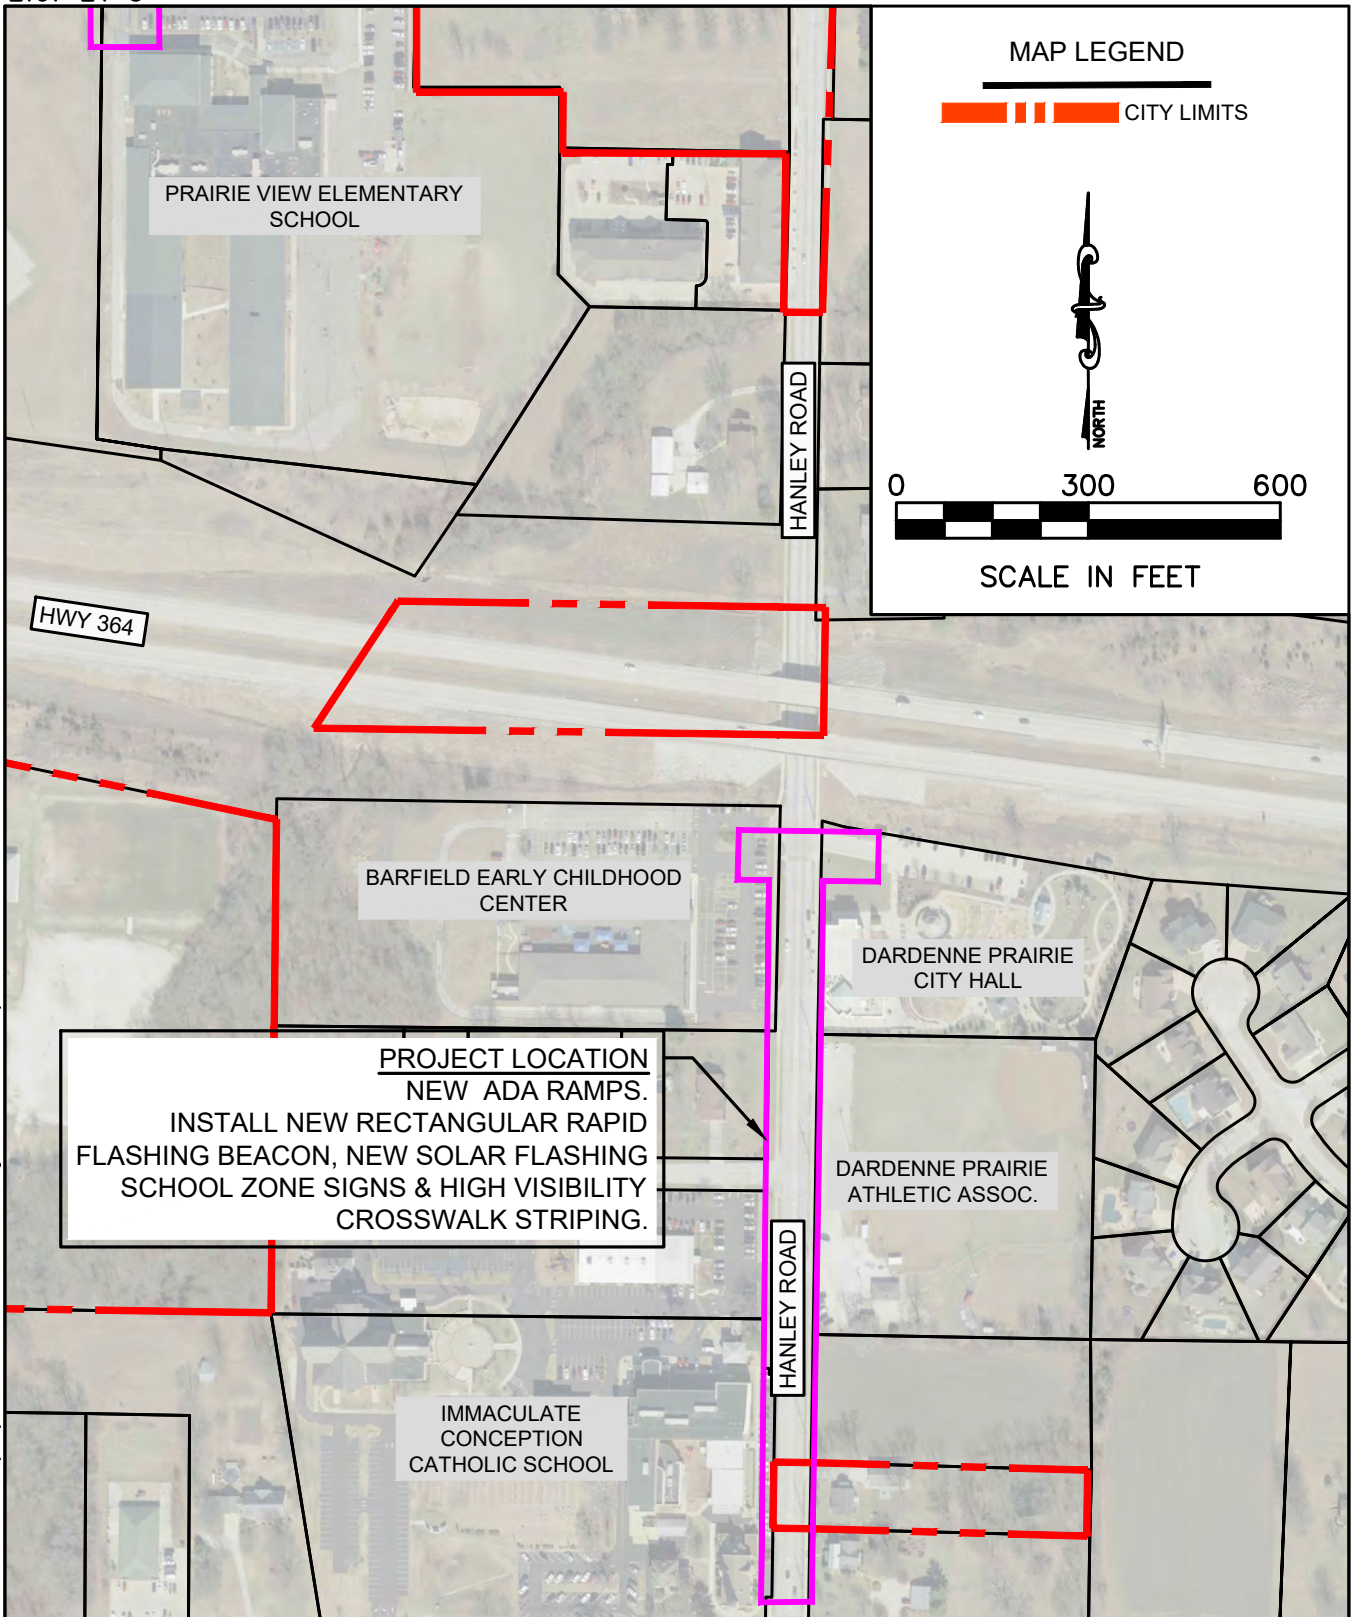 MAP LEGEND
CITY LIMITS
NORTH
0 300 600
SCALE IN FEET
PRAIRIE VIEW ELEMENTARY
SCHOOL
HANLEY ROAD
HWY 364
BARFIELD EARLY CHILDHOOD
CENTER
DARDENNE PRAIRIE
CITY HALL
PROJECT LOCATION
NEW ADA RAMPS.
INSTALL NEW RECTANGULAR RAPID
FLASHING BEACON, NEW SOLAR FLASHING
SCHOOL ZONE SIGNS & HIGH VISIBILITY
CROSSWALK STRIPING.
DARDENNE PRAIRIE
ATHLETIC ASSOC.
HANLEY ROAD
IMMACULATE
CONCEPTION
CATHOLIC SCHOOL